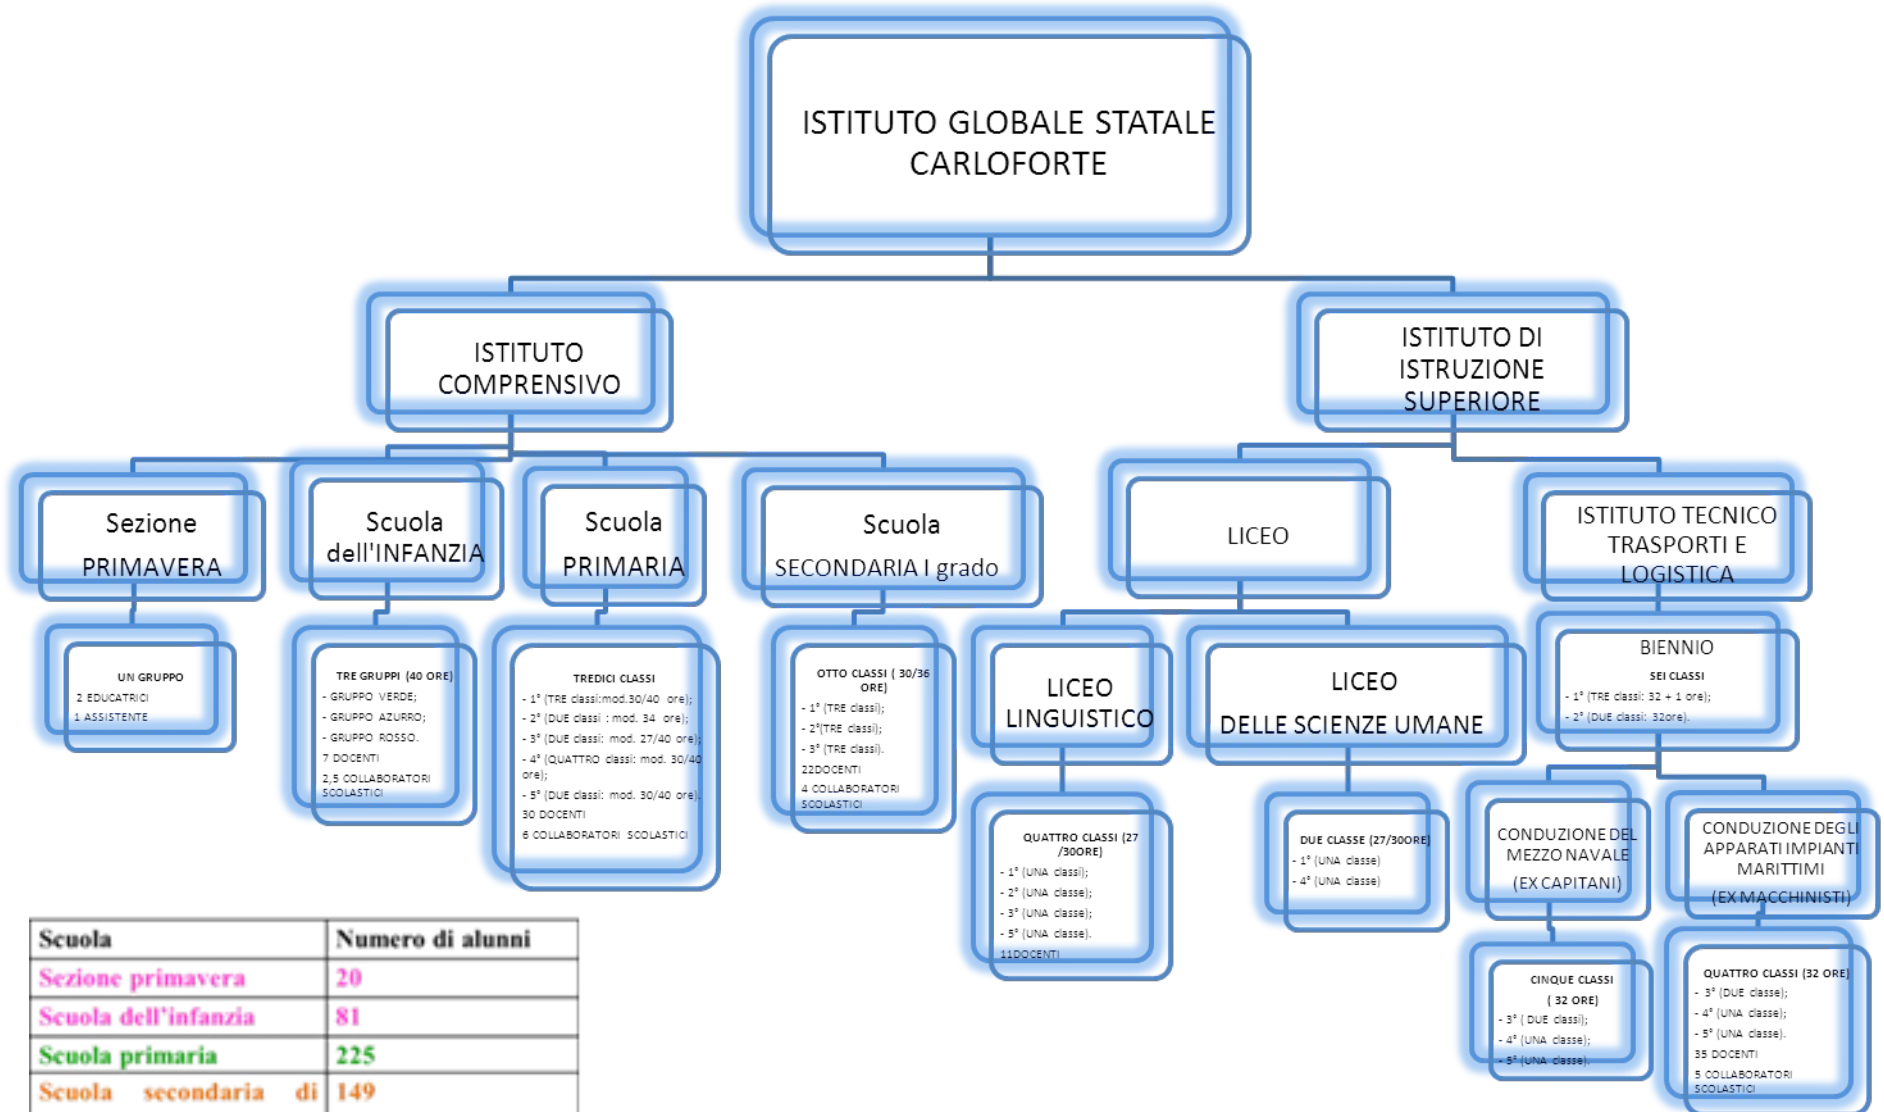 ISTITUTO GLOBALE STATALE
CARLOFORTE
ISTITUTO
COMPRENSIVO
ISTITUTO DI
ISTRUZIONE
SUPERIORE
Sezione
PRIMAVERA
Scuola
dell'INFANZIA
Scuola
PRIMARIA
Scuola
SECONDARIA I grado
LICEO
ISTITUTO TECNICO
TRASPORTI E
LOGISTICA
UN GRUPPO
2 EDUCATRICI
1 ASSISTENTE
TRE GRUPPI (40 ORE)
- GRUPPO VERDE;
- GRUPPO AZURRO;
- GRUPPO ROSSO.
7 DOCENTI
2,5 COLLABORATORI
SCOLASTICI
TREDICI CLASSI
- 1° (TRE classi:mod.30/40 ore);
- 2° (DUE classi : mod. 34 ore);
- 3° (DUE classi: mod. 27/40 ore);
- 4° (QUATTRO classi: mod. 30/40
ore);
- 5° (DUE classi: mod. 30/40 ore).
30 DOCENTI
6 COLLABORATORI SCOLASTICI
OTTO CLASSI ( 30/36
ORE)
- 1° (TRE classi);
- 2°(TRE classi);
- 3° (TRE classi).
22DOCENTI
4 COLLABORATORI
SCOLASTICI
LICEO
LINGUISTICO
LICEO
DELLE SCIENZE UMANE
BIENNIO
SEI CLASSI
- 1° (TRE classi: 32 + 1 ore);
- 2° (DUE classi: 32ore).
QUATTRO CLASSI (27
/30ORE)
- 1° (UNA classi);
- 2° (UNA classe);
- 3° (UNA classe);
- 5° (UNA classe).
11DOCENTI
DUE CLASSE (27/30ORE)
- 1° (UNA classe)
- 4° (UNA classe)
CONDUZIONE DEL
MEZZO NAVALE
(EX CAPITANI)
CONDUZIONE DEGLI
APPARATI IMPIANTI
MARITTIMI
(EX MACCHINISTI)
CINQUE CLASSI
( 32 ORE)
- 3° ( DUE classi);
- 4° (UNA classe);
- 5° (UNA classe).
QUATTRO CLASSI (32 ORE)
- 3° (DUE classe);
- 4° (UNA classe);
- 5° (UNA classe).
35 DOCENTI
5 COLLABORATORI
SCOLASTICI
Scuola Numero di alunni
Sezione primavera 20
Scuola dell'infanzia 81
Scuola primaria 225
Scuola secondaria di 149